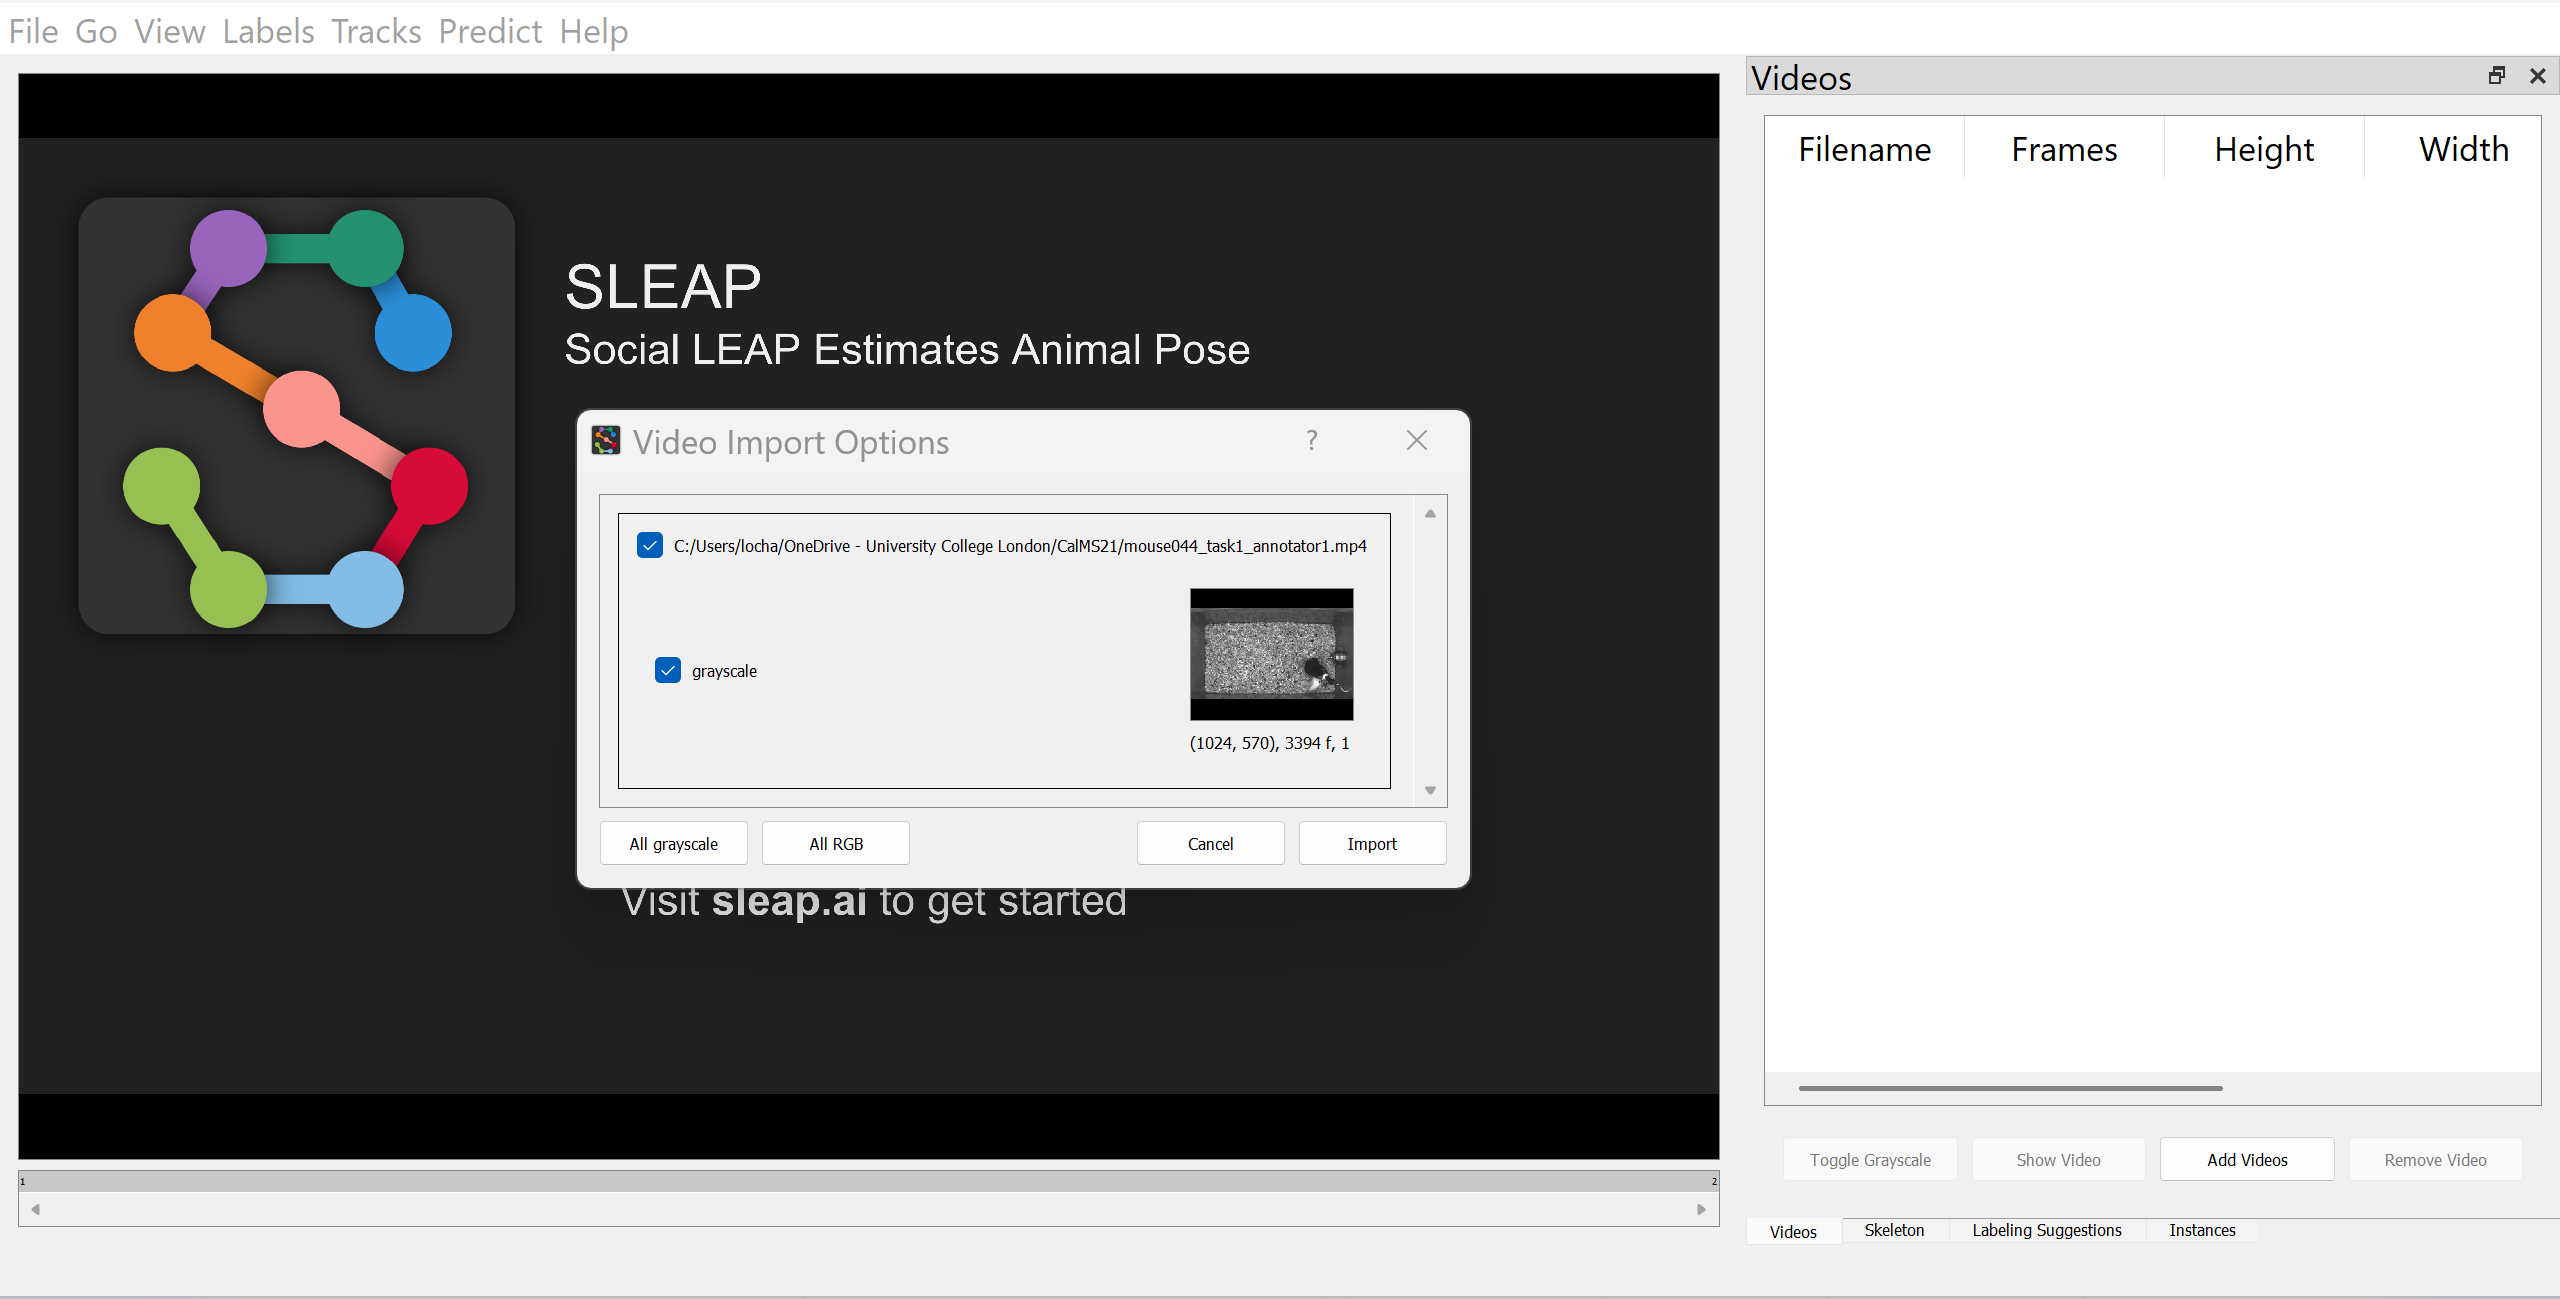 File Go View Labels Tracks Predict Help
Videos
Filename Frames Height Width
SLEAP
Social LEAP Estimates Animal Pose
Video Import Options
?
C:/Users/locha/OneDrive - University College London/CalMS21/mouse044_task1_annotator1.mp4
grayscale
(1024, 570), 3394 f, 1
All grayscale All RGB Cancel Import
Visit sleap.ai to get started
Toggle Grayscale Show Video Add Videos Remove Video
1 2
Videos Skeleton Labeling Suggestions Instances